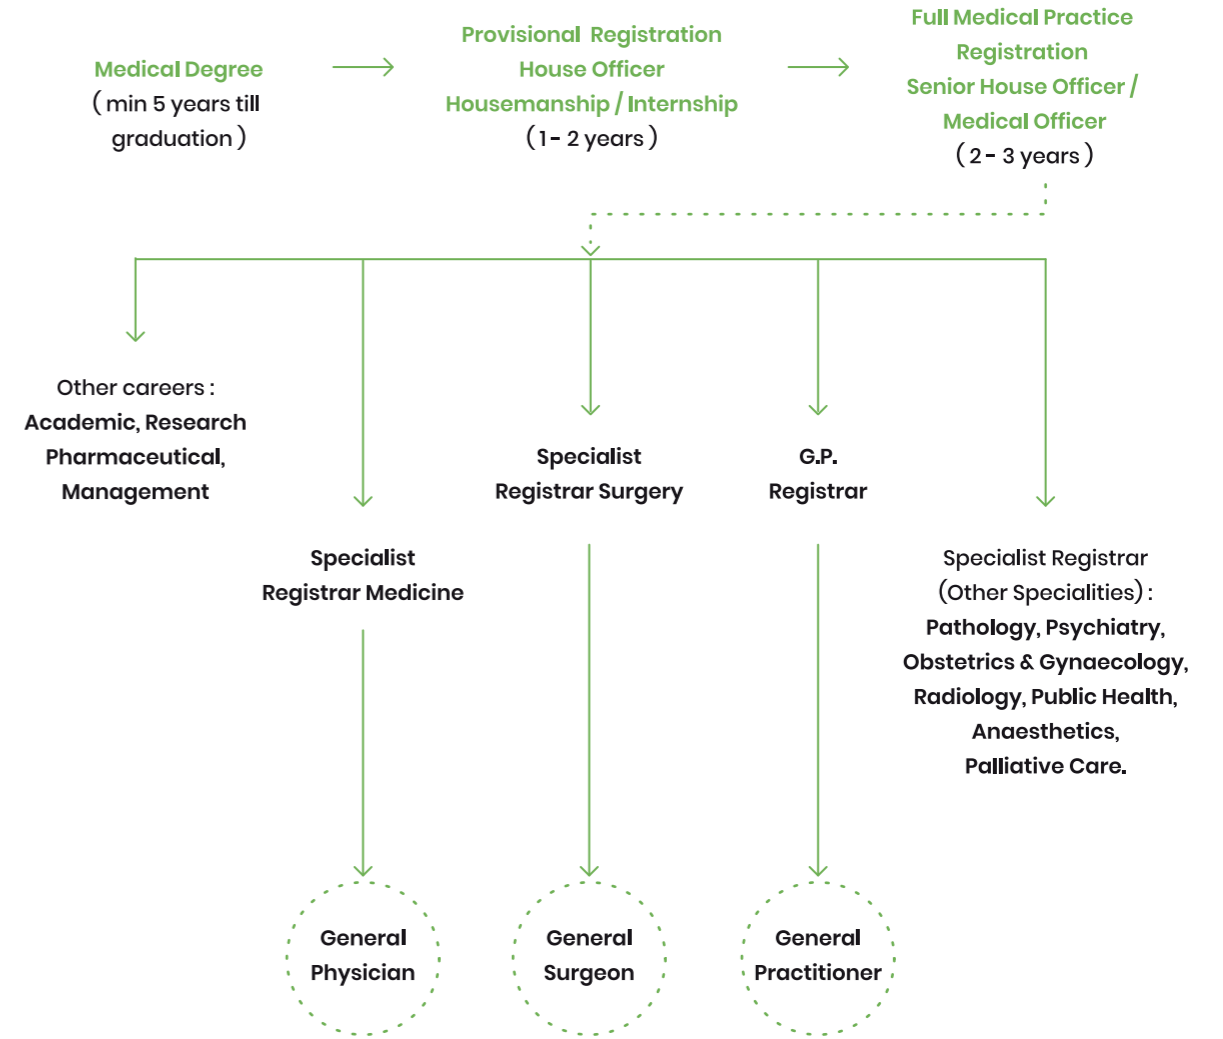 Medical Degree
( min 5 years till
graduation )
Provisional Registration
House Officer
Housemanship / Internship
( 1 - 2 years )
Full Medical Practice
Registration
Senior House Officer /
Medical Officer
( 2 - 3 years )
Other careers :
Academic, Research
Pharmaceutical,
Management
Specialist
Registrar Medicine
Specialist
Registrar Surgery
G.P.
Registrar
Specialist Registrar
(Other Specialities) :
Pathology, Psychiatry,
Obstetrics & Gynaecology,
Radiology, Public Health,
Anaesthetics,
Palliative Care.
General
Physician
General
Surgeon
General
Practitioner